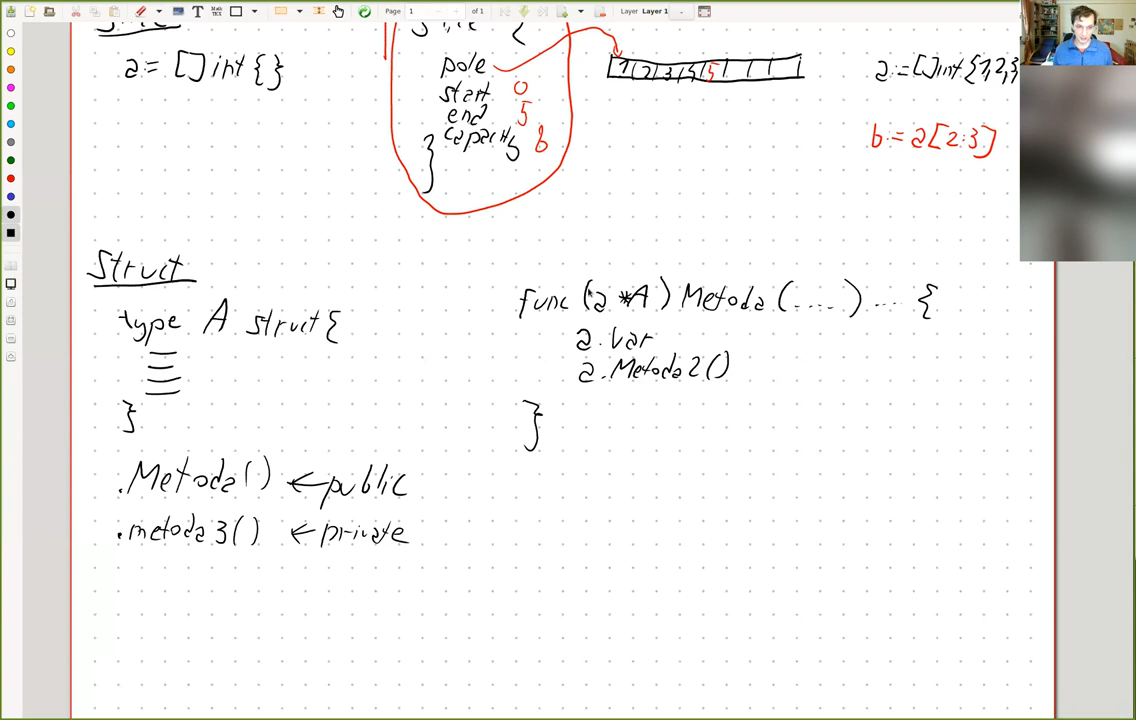 Page 1 of 1 Layer Layer 1
a := []int{}
{
pole
start 0
end 5
capacity 8
}
1 2 3 5 5
a := []int{1,2,3}
b := a[2:3]
Struct
type A struct{
}
.Metoda() ← public
.metoda3() ← private
func (a *A) Metoda (....) ... {
a.var
a.Metoda2()
}